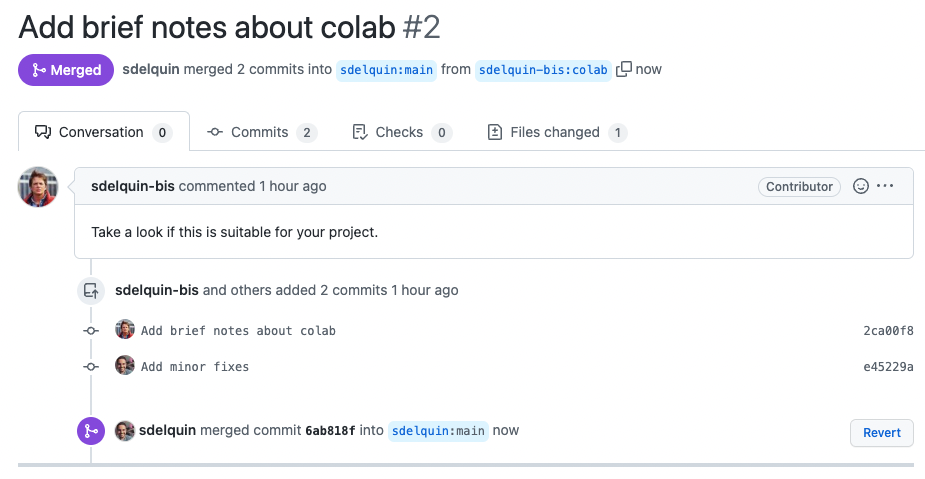 Add brief notes about colab #2
Merged sdelquin merged 2 commits into sdelquin:main from sdelquin-bis:colab now
Conversation 0 Commits 2 Checks 0 Files changed 1
sdelquin-bis commented 1 hour ago Contributor
Take a look if this is suitable for your project.
sdelquin-bis and others added 2 commits 1 hour ago
Add brief notes about colab 2ca00f8
Add minor fixes e45229a
sdelquin merged commit 6ab818f into sdelquin:main now Revert